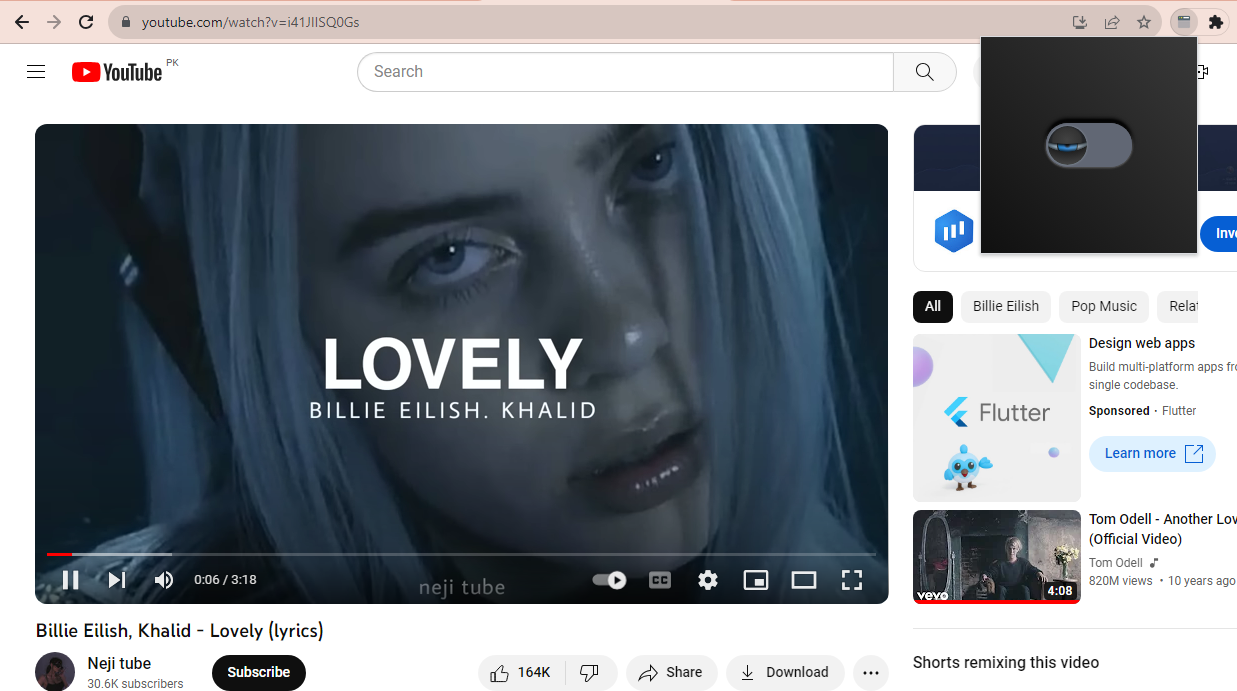 youtube.com/watch?v=i41JlISQ0Gs
YouTube PK
Search
LOVELY
BILLIE EILISH. KHALID
neji tube
0:06 / 3:18
CC
Billie Eilish, Khalid - Lovely (lyrics)
Neji tube
30.6K subscribers
Subscribe
164K
Share
Download
Inve
All
Billie Eilish
Pop Music
Relat
Flutter
Design web apps
Build multi-platform apps fro
single codebase.
Sponsored · Flutter
Learn more
vevo
4:08
Tom Odell - Another Lov
(Official Video)
Tom Odell
820M views · 10 years ago
Shorts remixing this video